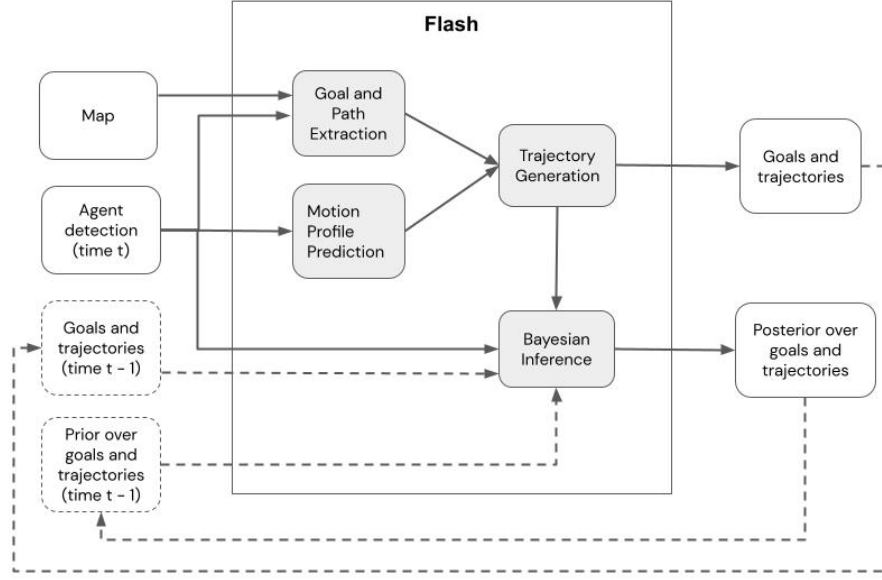 Flash
Map
Goal and
Path
Extraction
Trajectory
Generation
Goals and
trajectories
Agent
detection
(time t)
Motion
Profile
Prediction
Goals and
trajectories
(time t - 1)
Bayesian
Inference
Posterior over
goals and
trajectories
Prior over
goals and
trajectories
(time t - 1)